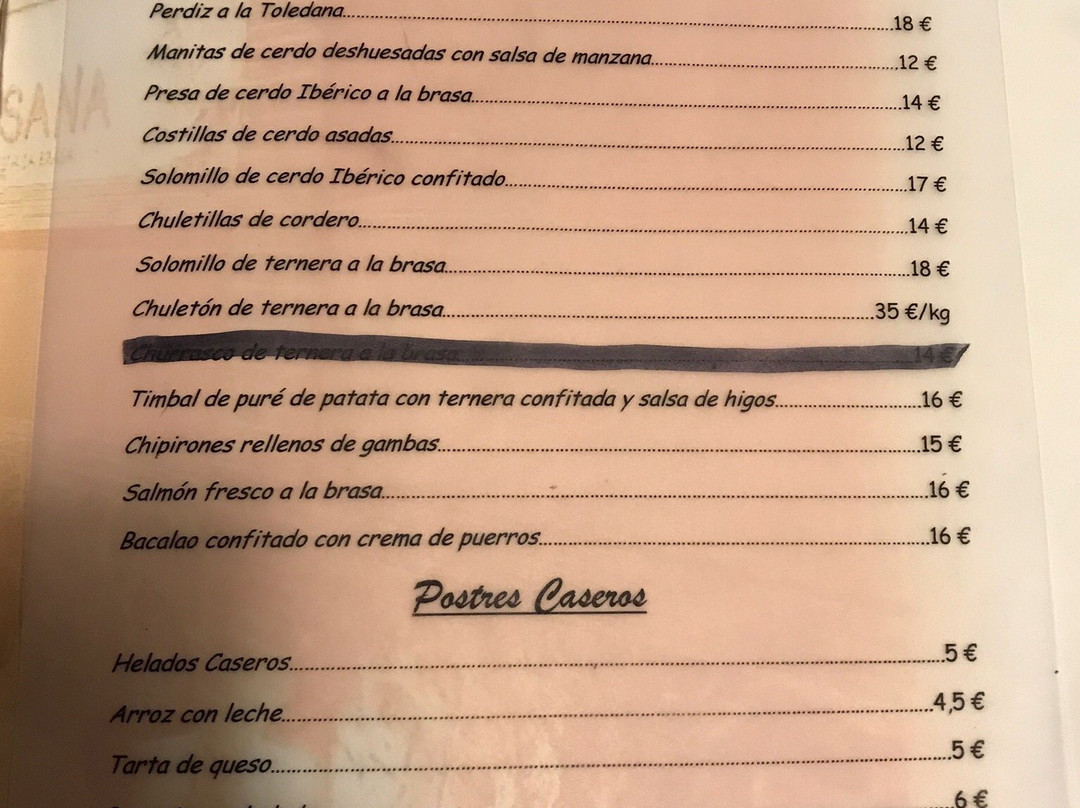 SANA
Perdiz a la Toledana....18 €
Manitas de cerdo deshuesadas con salsa de manzana....12 €
Presa de cerdo Ibérico a la brasa....14 €
Costillas de cerdo asadas....12 €
Solomillo de cerdo Ibérico confitado....17 €
Chuletillas de cordero....14 €
Solomillo de ternera a la brasa....18 €
Chuletón de ternera a la brasa....35 €/kg
Churrasco de ternera a la brasa....14 €
Timbal de puré de patata con ternera confitada y salsa de higos....16 €
Chipirones rellenos de gambas....15 €
Salmón fresco a la brasa....16 €
Bacalao confitado con crema de puerros....16 €
Postres Caseros
Helados Caseros....5 €
Arroz con leche....4,5 €
Tarta de queso....5 €
6 €